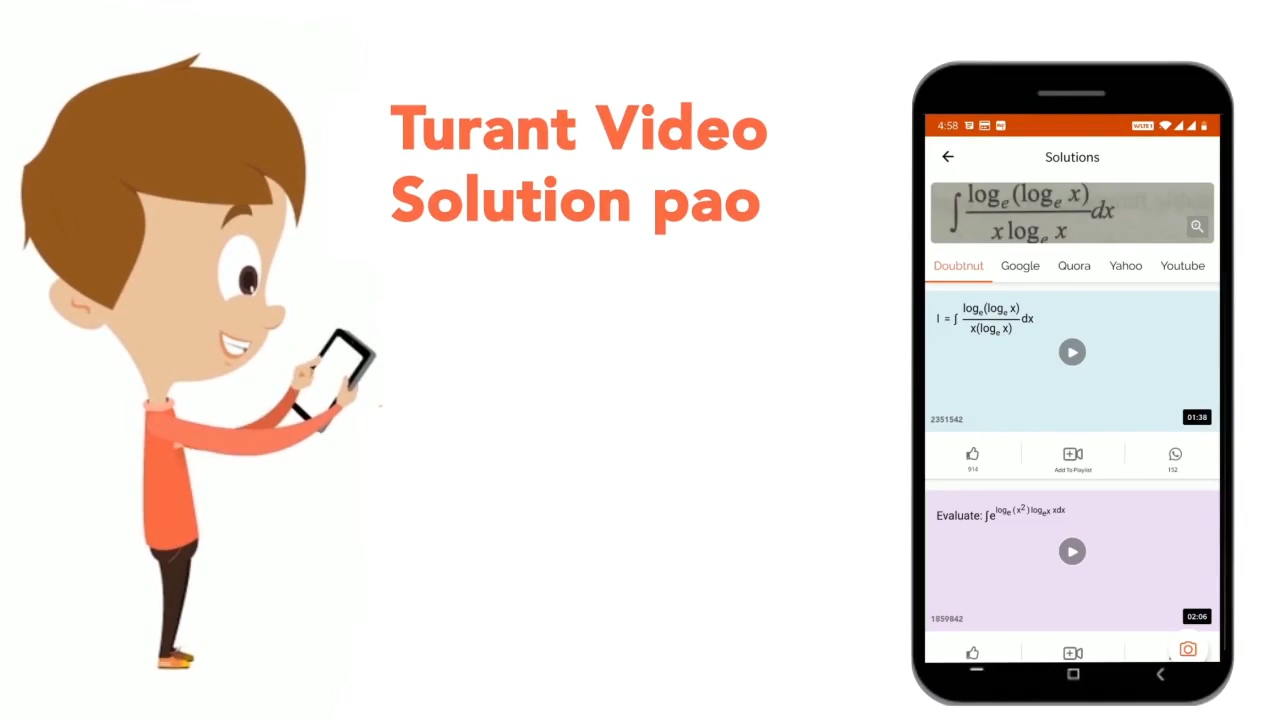 Turant Video
Solution pao
4:58
Solutions
∫ logₑ(logₑ x) / x logₑ x dx
Doubtnut Google Quora Yahoo Youtube
I = ∫ logₑ(logₑ x) / x(logₑ x) dx
2351542 01:38
914 Add To Playlist 152
Evaluate: ∫e^logₑ(x²)logₑx xdx
1859842 02:06